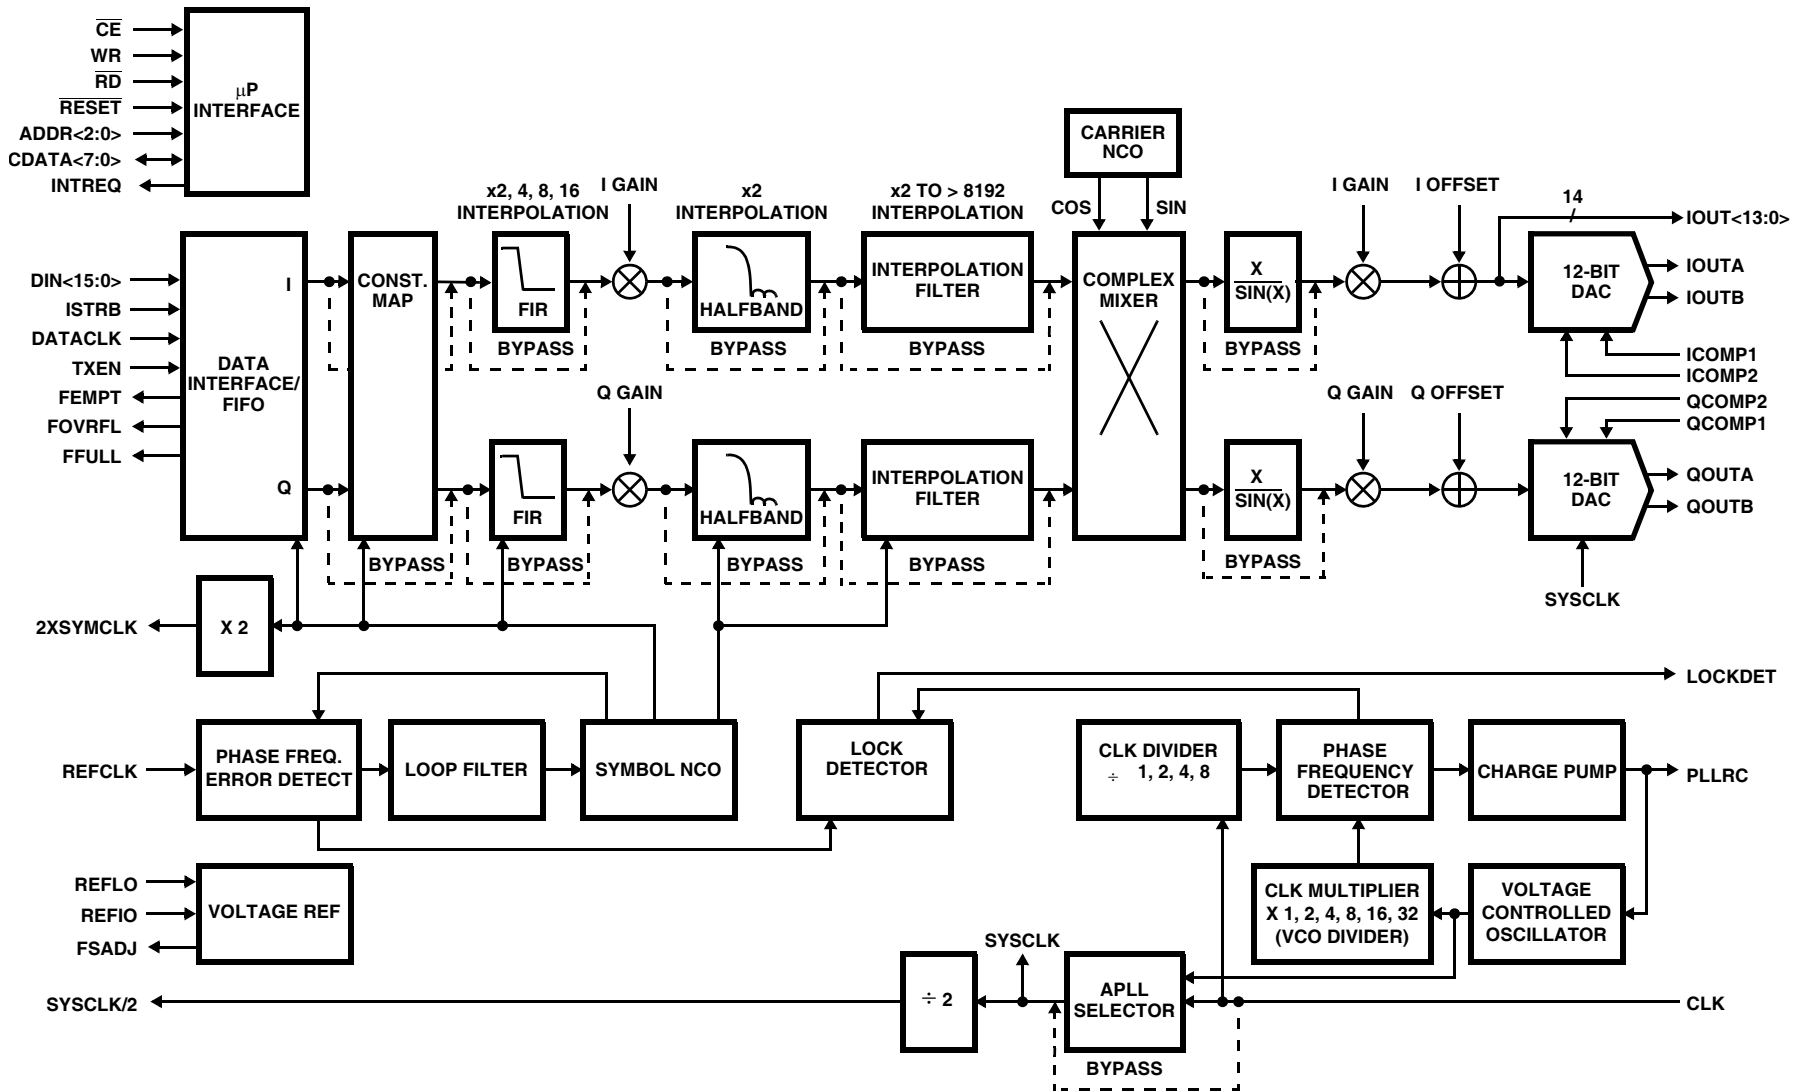 CE
WR
RD
RESET
ADDR<2:0>
CDATA<7:0>
INTREQ
μP
INTERFACE
CARRIER
NCO
COS
SIN
x2, 4, 8, 16
INTERPOLATION
I GAIN
x2
INTERPOLATION
x2 TO > 8192
INTERPOLATION
I GAIN
I OFFSET
14
IOUT<13:0>
DIN<15:0>
ISTRB
DATACLK
TXEN
FEMPT
FOVRFL
FFULL
I
DATA
INTERFACE/
FIFO
Q
CONST.
MAP
FIR
BYPASS
HALFBAND
BYPASS
INTERPOLATION
FILTER
BYPASS
COMPLEX
MIXER
X
SIN(X)
BYPASS
12-BIT
DAC
IOUTA
IOUTB
ICOMP1
ICOMP2
QCOMP2
QCOMP1
Q GAIN
Q GAIN
Q OFFSET
BYPASS
FIR
BYPASS
HALFBAND
BYPASS
INTERPOLATION
FILTER
BYPASS
X
SIN(X)
BYPASS
12-BIT
DAC
QOUTA
QOUTB
SYSCLK
2XSYMCLK
X 2
LOCKDET
REFCLK
PHASE FREQ.
ERROR DETECT
LOOP FILTER
SYMBOL NCO
LOCK
DETECTOR
CLK DIVIDER
÷ 1, 2, 4, 8
PHASE
FREQUENCY
DETECTOR
CHARGE PUMP
PLLRC
REFLO
REFIO
FSADJ
VOLTAGE REF
CLK MULTIPLIER
X 1, 2, 4, 8, 16, 32
(VCO DIVIDER)
VOLTAGE
CONTROLLED
OSCILLATOR
SYSCLK
SYSCLK/2
÷ 2
APLL
SELECTOR
BYPASS
CLK